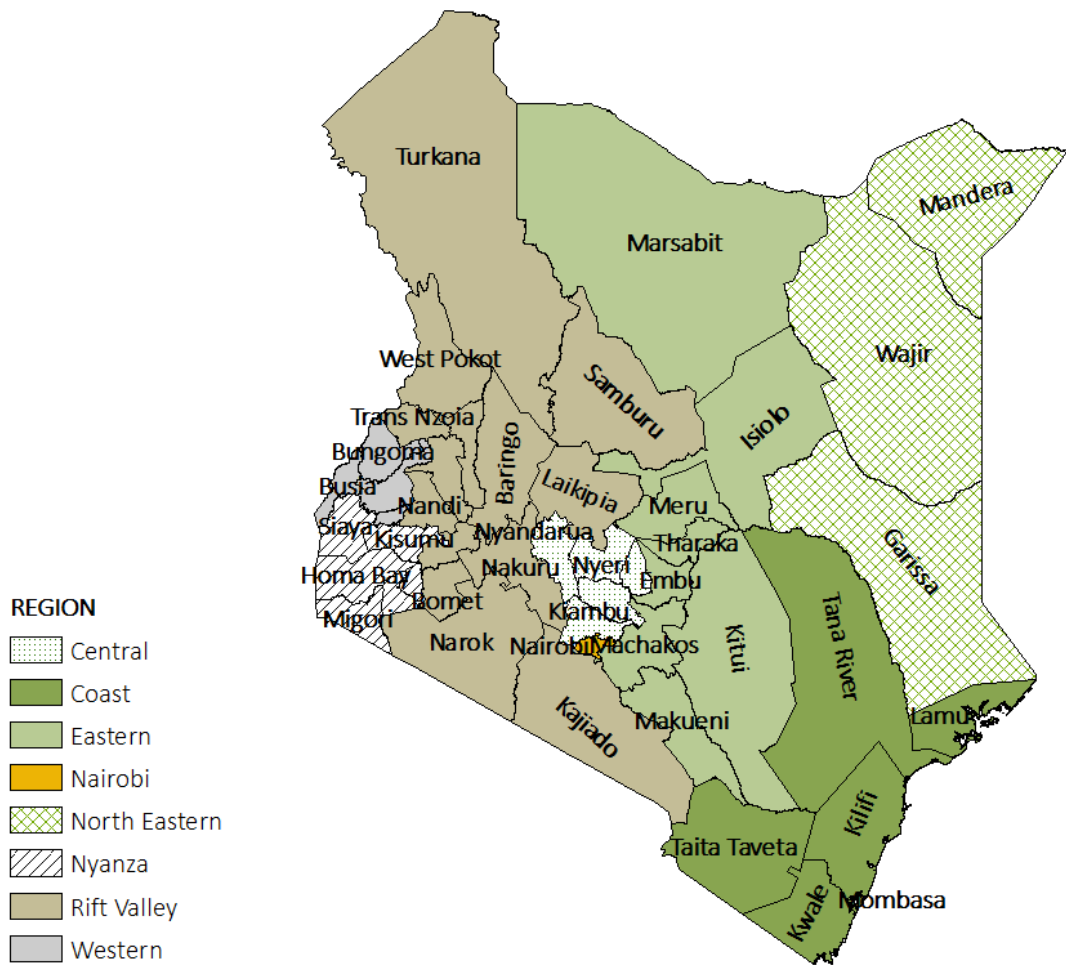 Turkana
Mandera
Marsabit
Wajir
West Pokot
Samburu
Trans Nzoia
Isiolo
Bungoma
Baringo
Busia
Laikipia
Nandi
Meru
Siaya
Kisumu
Nyandarua
Tharaka
Garissa
Homa Bay
Nakuru
Nyeri
Embu
Bomet
Kiambu
Migori
Narok
Nairobi
Machakos
Kitui
Tana River
Kajiado
Makueni
Lamu
Kilifi
Taita Taveta
Kwale
Mombasa
REGION
Central
Coast
Eastern
Nairobi
North Eastern
Nyanza
Rift Valley
Western